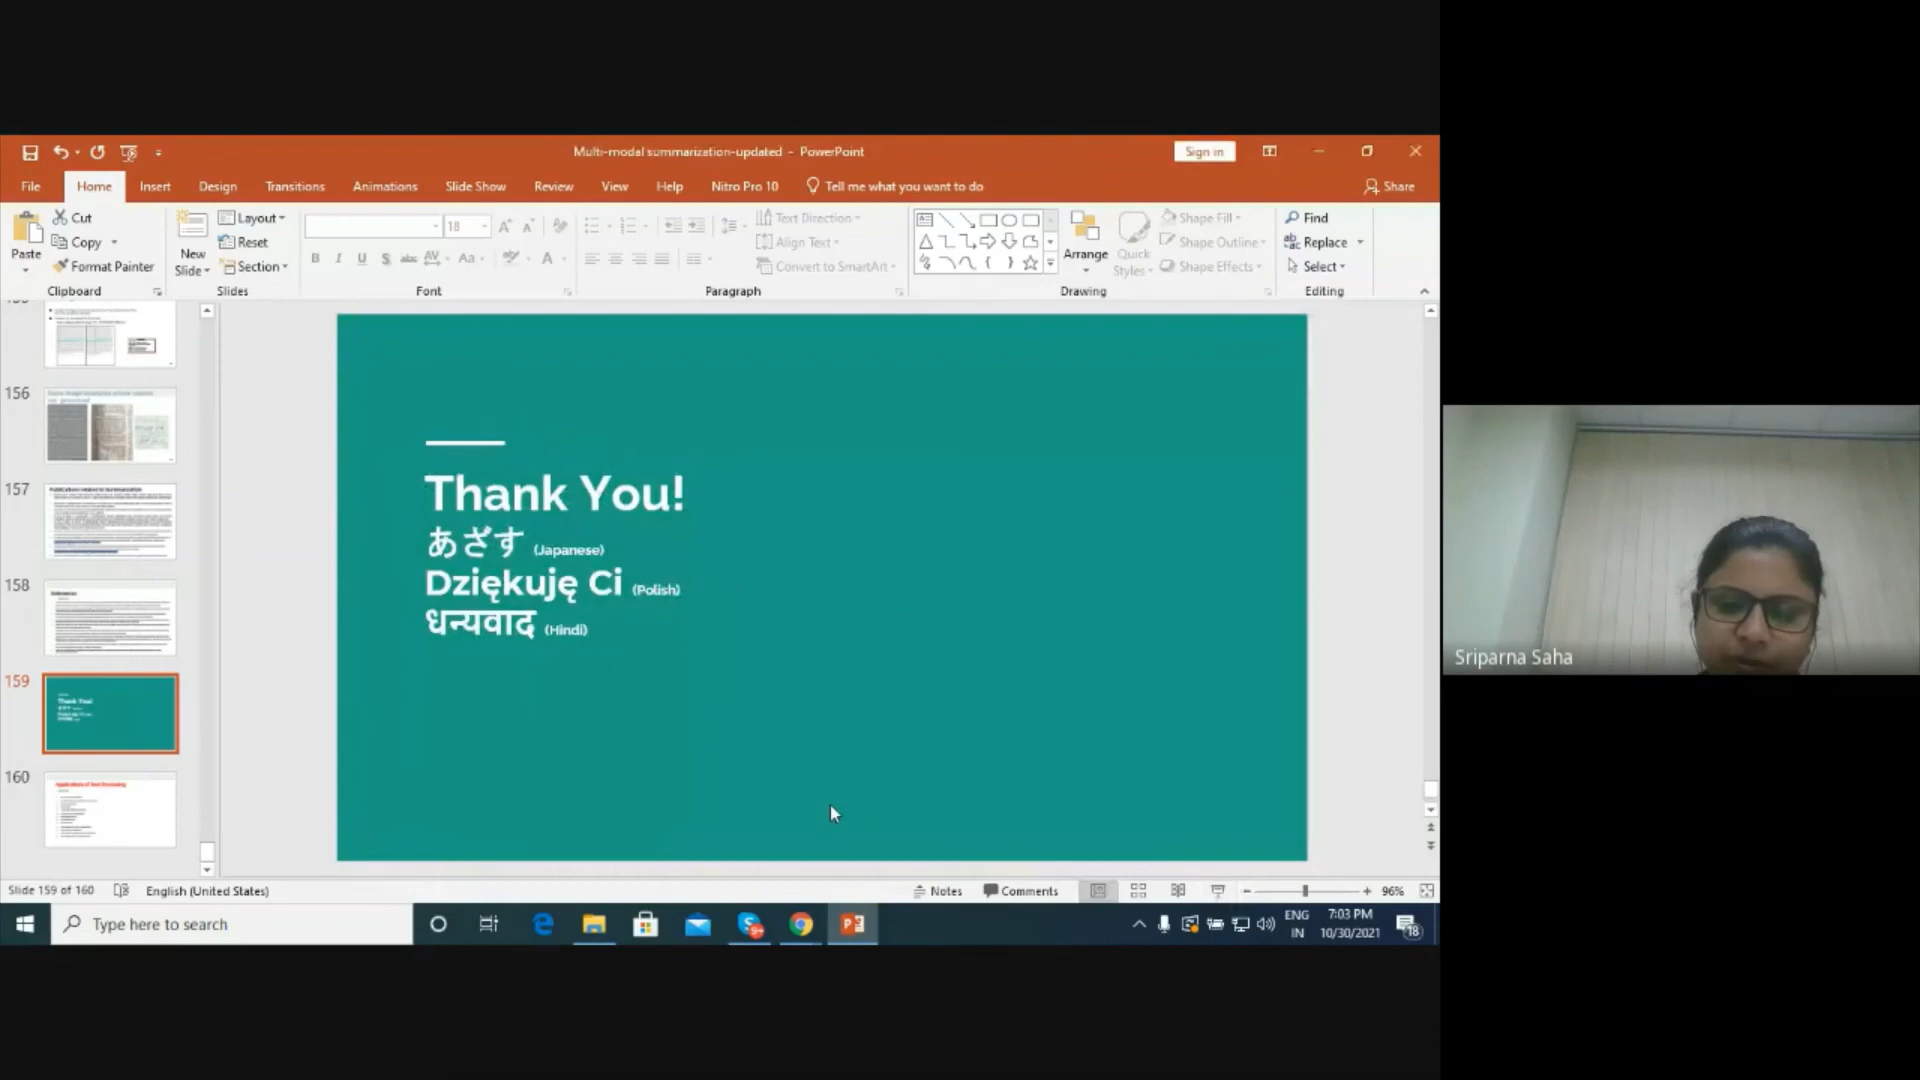 Multi-modal summarization-updated - PowerPoint
Sign in
File Home Insert Design Transitions Animations Slide Show Review View Help Nitro Pro 10 Tell me what you want to do Share
Paste
Cut
Copy
Format Painter
Clipboard
New Slide
Layout
Reset
Section
Slides
18
B I U S abc AV Aa A
Font
Text Direction
Align Text
Convert to SmartArt
Paragraph
Arrange
Quick Styles
Shape Fill
Shape Outline
Shape Effects
Drawing
Find
Replace
Select
Editing
156
157
158
159
160
Thank You!
あざす (Japanese)
Dziękuję Ci (Polish)
धन्यवाद (Hindi)
Sriparna Saha
Slide 159 of 160 English (United States) Notes Comments 96%
Type here to search
ENG
IN
7:03 PM
10/30/2021
18